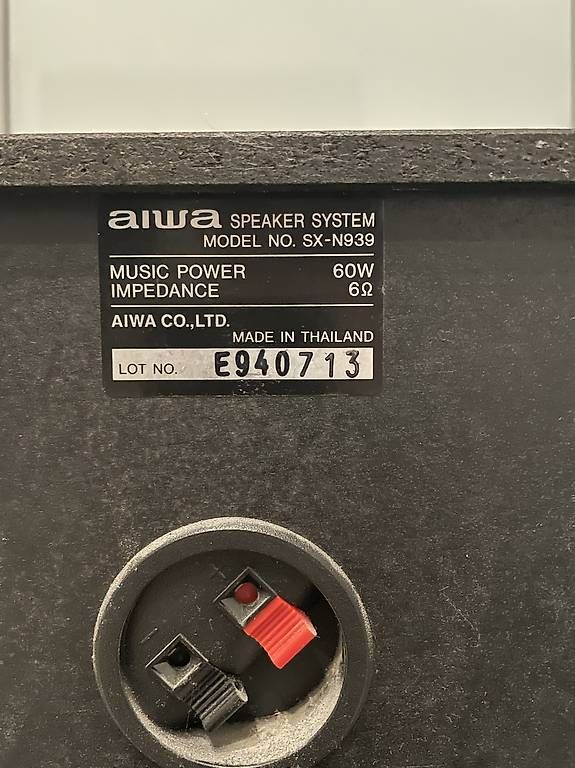 aiwa SPEAKER SYSTEM
MODEL NO. SX-N939
MUSIC POWER 60W
IMPEDANCE 6Ω
AIWA CO.,LTD.
MADE IN THAILAND
LOT NO. E940713